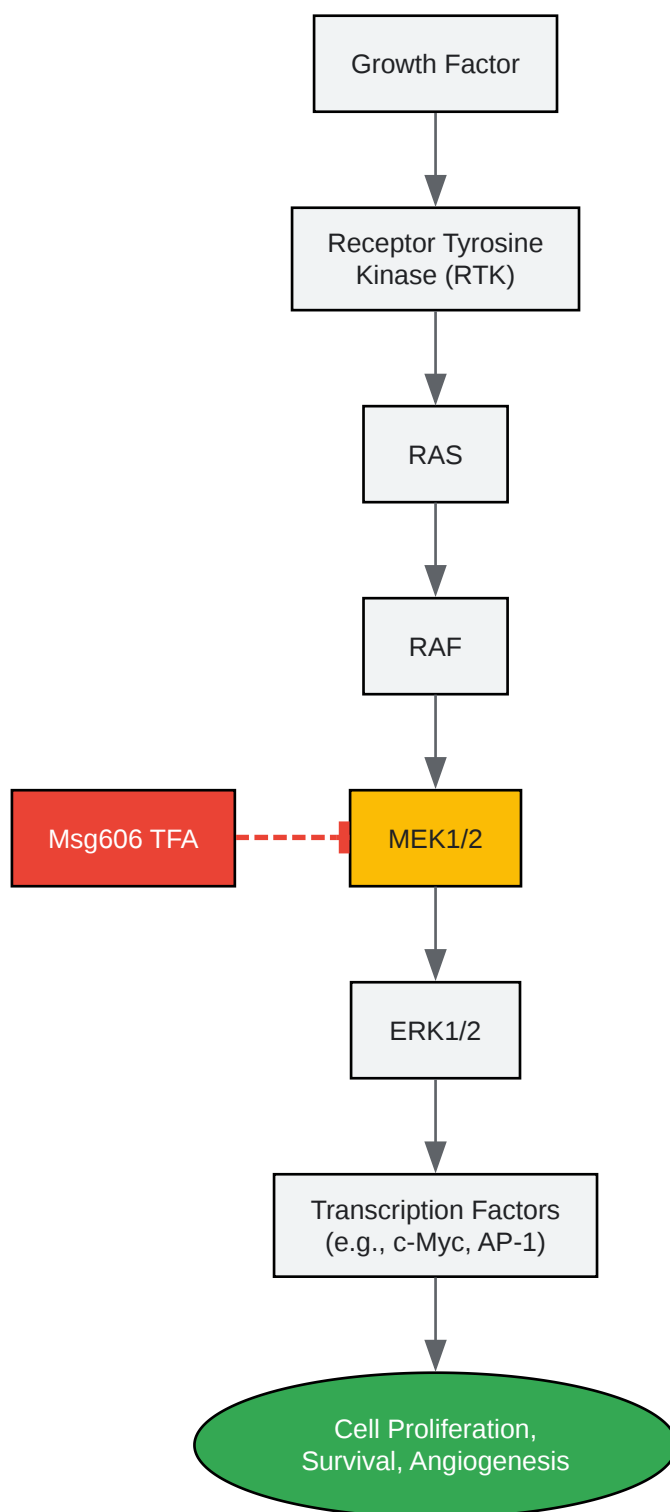 Growth Factor
Receptor Tyrosine
Kinase (RTK)
RAS
RAF
Msg606 TFA
MEK1/2
ERK1/2
Transcription Factors
(e.g., c-Myc, AP-1)
Cell Proliferation,
Survival, Angiogenesis